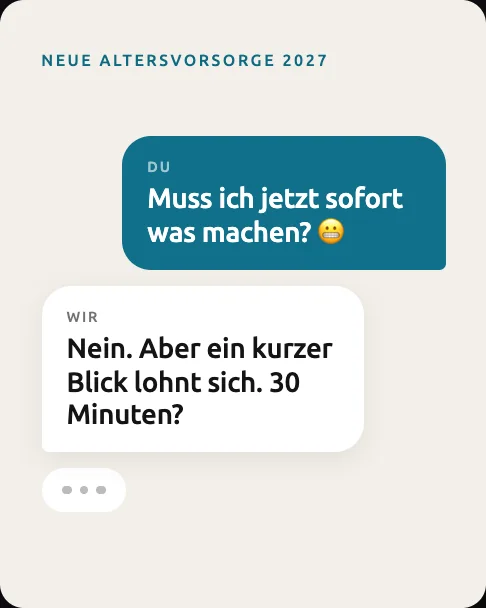 NEUE ALTERSVORSORGE 2027
DU
Muss ich jetzt sofort
was machen? 😬
WIR
Nein. Aber ein kurzer
Blick lohnt sich. 30
Minuten?